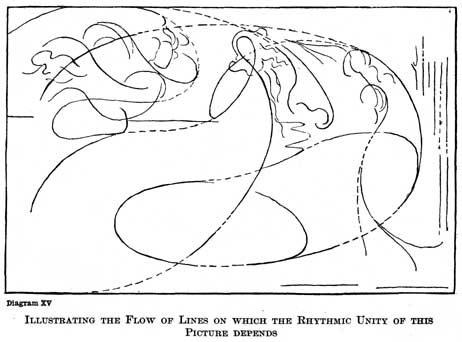 Diagram XV
Illustrating the Flow of Lines on which the Rhythmic Unity of this
Picture depends